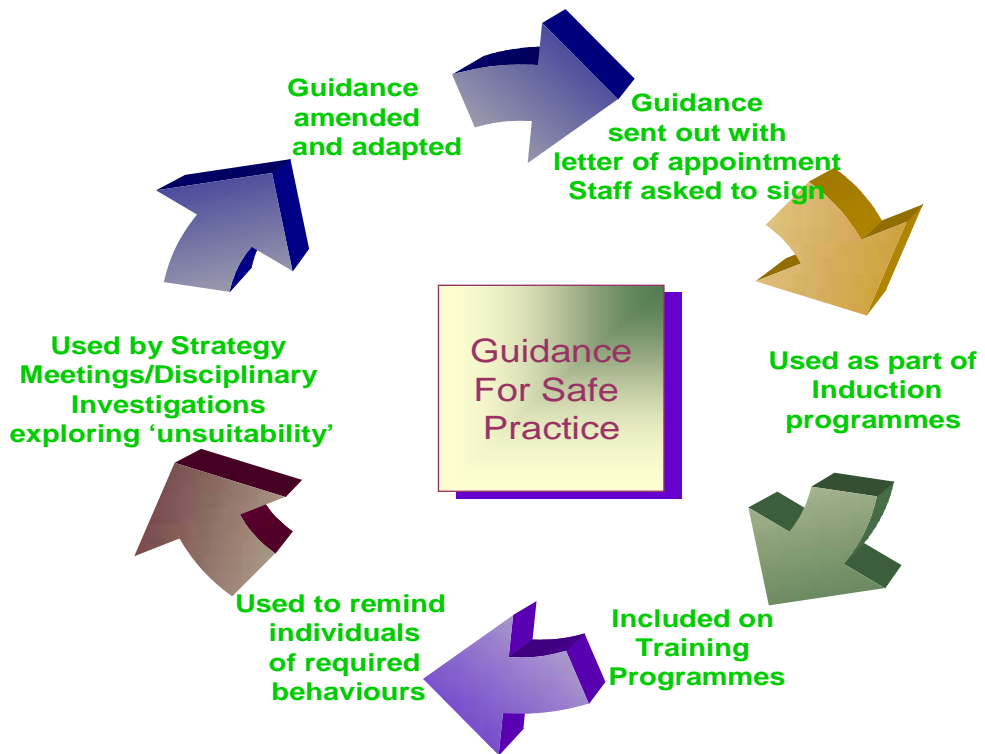 Guidance
amended
and adapted
Guidance
sent out with
letter of appointment
Staff asked to sign
Used as part of
Induction
programmes
Included on
Training
Programmes
Used to remind
individuals
of required
behaviours
Used by Strategy
Meetings/Disciplinary
Investigations
exploring ‘unsuitability’
Guidance
For Safe
Practice